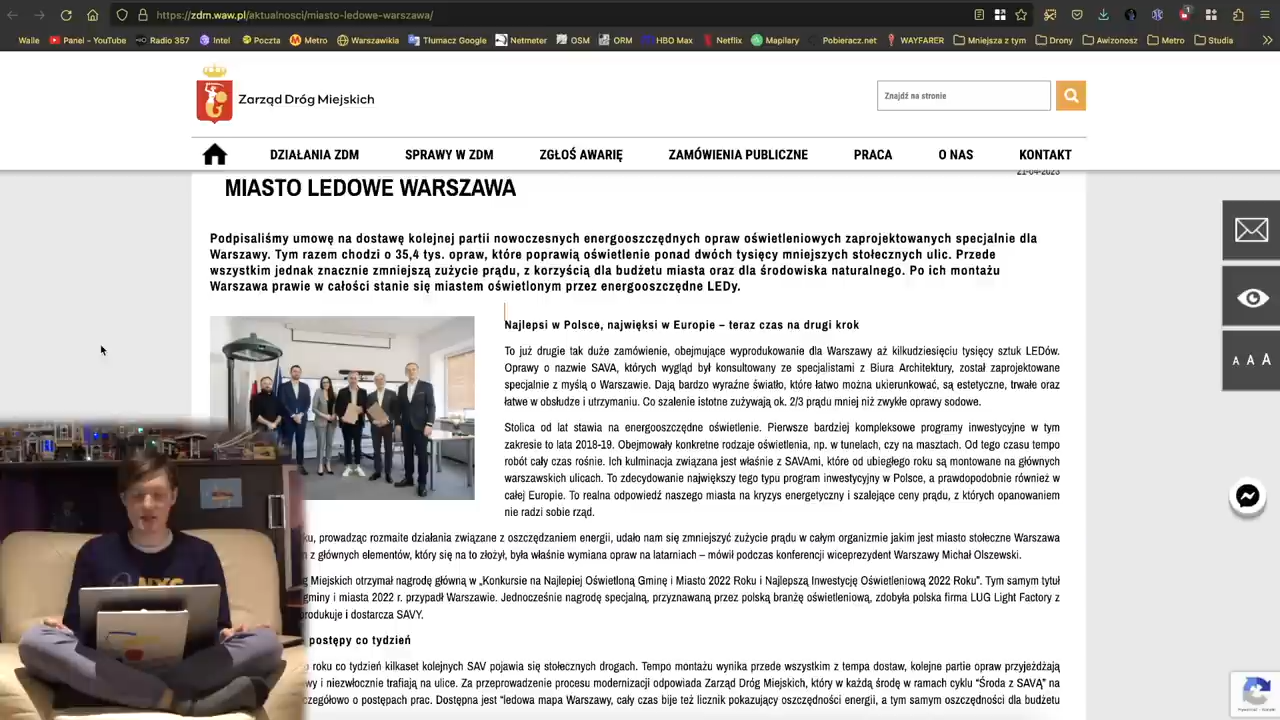 https://zdm.waw.pl/aktualnosci/miasto-ledowe-warszawa/
Walle Panel – YouTube Radio 357 Intel Poczta Metro Warszawikia Tłumacz Google Netmeter OSM ORM HBO Max Netflix Mapilary Pobieracz.net WAYFARER Mniejsza z tym Drony Awizonosz Metro Studia
Zarząd Dróg Miejskich
Znajdź na stronie
DZIAŁANIA ZDM SPRAWY W ZDM ZGŁOŚ AWARIĘ ZAMÓWIENIA PUBLICZNE PRACA O NAS KONTAKT
21-04-2023
MIASTO LEDOWE WARSZAWA
Podpisaliśmy umowę na dostawę kolejnej partii nowoczesnych energooszczędnych opraw oświetleniowych zaprojektowanych specjalnie dla
Warszawy. Tym razem chodzi o 35,4 tys. opraw, które poprawią oświetlenie ponad dwóch tysięcy mniejszych stołecznych ulic. Przede
wszystkim jednak znacznie zmniejszą zużycie prądu, z korzyścią dla budżetu miasta oraz dla środowiska naturalnego. Po ich montażu
Warszawa prawie w całości stanie się miastem oświetlonym przez energooszczędne LEDy.
Najlepsi w Polsce, najwięksi w Europie – teraz czas na drugi krok
To już drugie tak duże zamówienie, obejmujące wyprodukowanie dla Warszawy aż kilkudziesięciu tysięcy sztuk LEDów.
Oprawy o nazwie SAVA, których wygląd był konsultowany ze specjalistami z Biura Architektury, został zaprojektowane
specjalnie z myślą o Warszawie. Dają bardzo wyraźne światło, które łatwo można ukierunkować, są estetyczne, trwałe oraz
łatwe w obsłudze i utrzymaniu. Co szalenie istotne zużywają ok. 2/3 prądu mniej niż zwykłe oprawy sodowe.
Stolica od lat stawia na energooszczędne oświetlenie. Pierwsze bardziej kompleksowe programy inwestycyjne w tym
zakresie to lata 2018-19. Obejmowały konkretne rodzaje oświetlenia, np. w tunelach, czy na masztach. Od tego czasu tempo
robót cały czas rośnie. Ich kulminacja związana jest właśnie z SAVAmi, które od ubiegłego roku są montowane na głównych
warszawskich ulicach. To zdecydowanie największy tego typu program inwestycyjny w Polsce, a prawdopodobnie również w
całej Europie. To realna odpowiedź naszego miasta na kryzys energetyczny i szalejące ceny prądu, z których opanowaniem
nie radzi sobie rząd.
ku, prowadząc rozmaite działania związane z oszczędzaniem energii, udało nam się zmniejszyć zużycie prądu w całym organizmie jakim jest miasto stołeczne Warszawa
z głównych elementów, który się na to złożył, była właśnie wymiana opraw na latarniach – mówił podczas konferencji wiceprezydent Warszawy Michał Olszewski.
g Miejskich otrzymał nagrodę główną w „Konkursie na Najlepiej Oświetloną Gminę i Miasto 2022 Roku i Najlepszą Inwestycję Oświetleniową 2022 Roku”. Tym samym tytuł
gminy i miasta 2022 r. przypadł Warszawie. Jednocześnie nagrodę specjalną, przyznawaną przez polską branżę oświetleniową, zdobyła polska firma LUG Light Factory z
rodukuje i dostarcza SAVY.
postępy co tydzień
roku co tydzień kilkaset kolejnych SAV pojawia się stołecznych drogach. Tempo montażu wynika przede wszystkim z tempa dostaw, kolejne partie opraw przyjeżdżają
wy i niezwłocznie trafiają na ulice. Za przeprowadzenie procesu modernizacji odpowiada Zarząd Dróg Miejskich, który w każdą środę w ramach cyklu “Środa z SAVĄ” na
czegółowo o postępach prac. Dostępna jest “ledowa mapa Warszawy, cały czas bije też licznik pokazujący oszczędności energii, a tym samym oszczędności dla budżetu
A A A